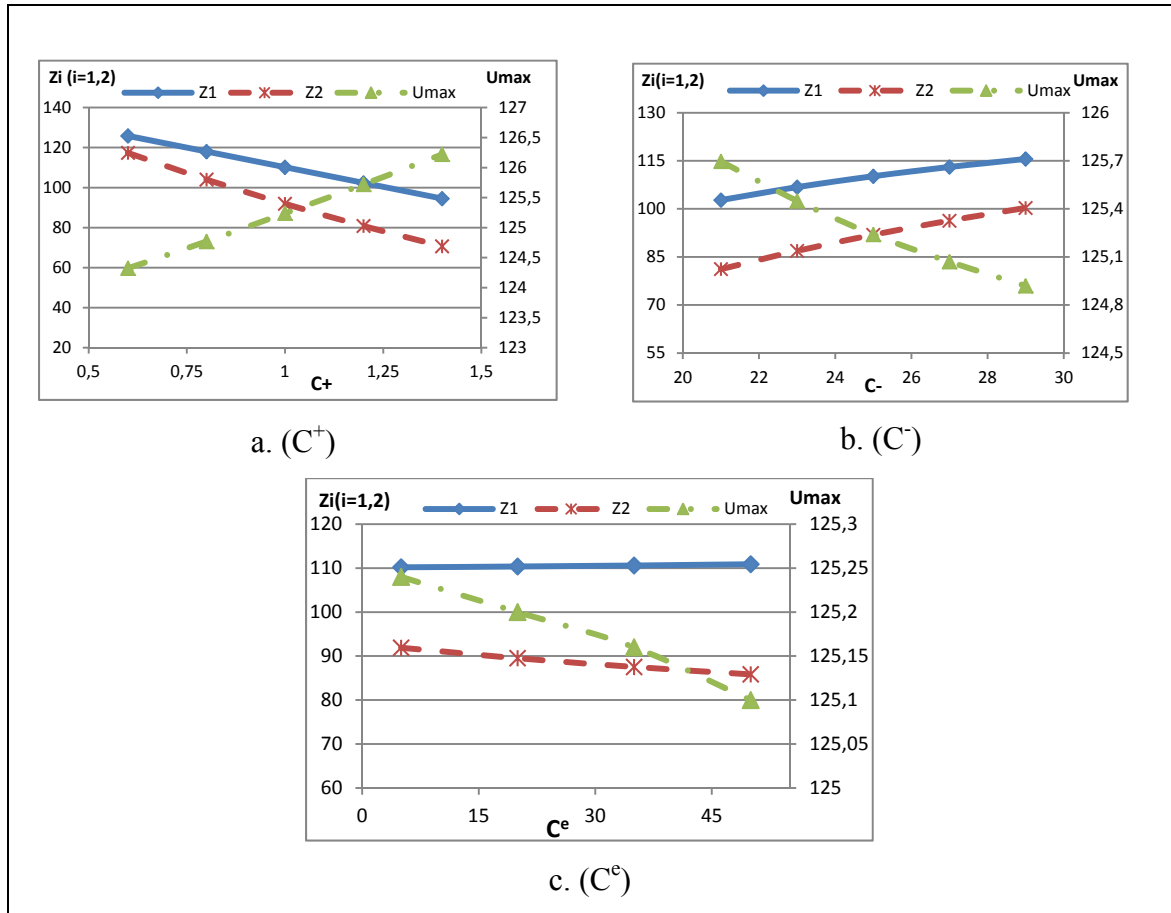 Zi (i=1,2) Umax
Z1 Z2 Umax
140 127
120 126,5
100 126
80 125,5
60 125
40 124,5
20 124
123,5
123
0,5 0,75 1 1,25 1,5
C+
a. (C+)
Zi(i=1,2) Umax
Z1 Z2 Umax
130 126
115 125,7
100 125,4
85 125,1
70 124,8
55 124,5
20 22 24 26 28 30
C-
b. (C-)
Zi(i=1,2) Umax
Z1 Z2 Umax
120 125,3
110 125,25
100 125,2
90 125,15
80 125,1
70 125,05
60 125
0 15 30 45
Ce
c. (Ce)